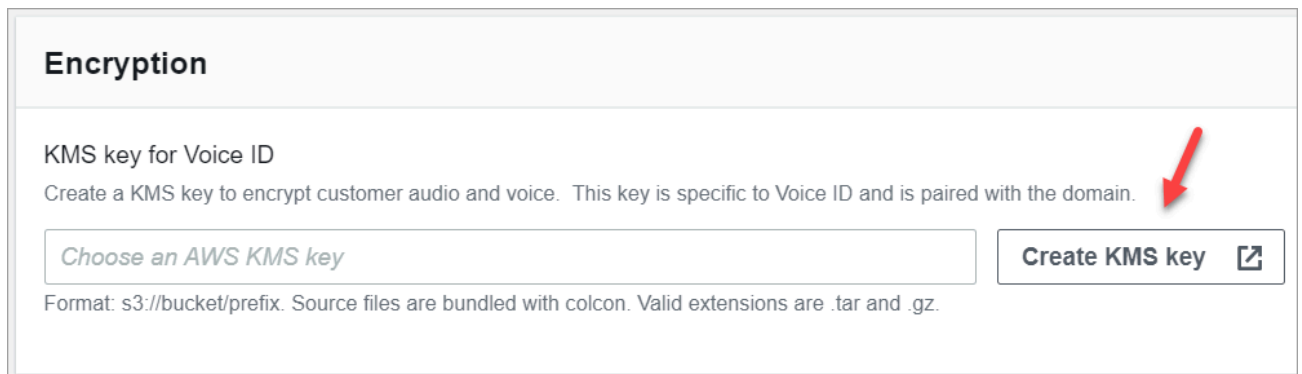 Encryption
KMS key for Voice ID
Create a KMS key to encrypt customer audio and voice.  This key is specific to Voice ID and is paired with the domain.
Choose an AWS KMS key
Create KMS key
Format: s3://bucket/prefix. Source files are bundled with colcon. Valid extensions are .tar and .gz.